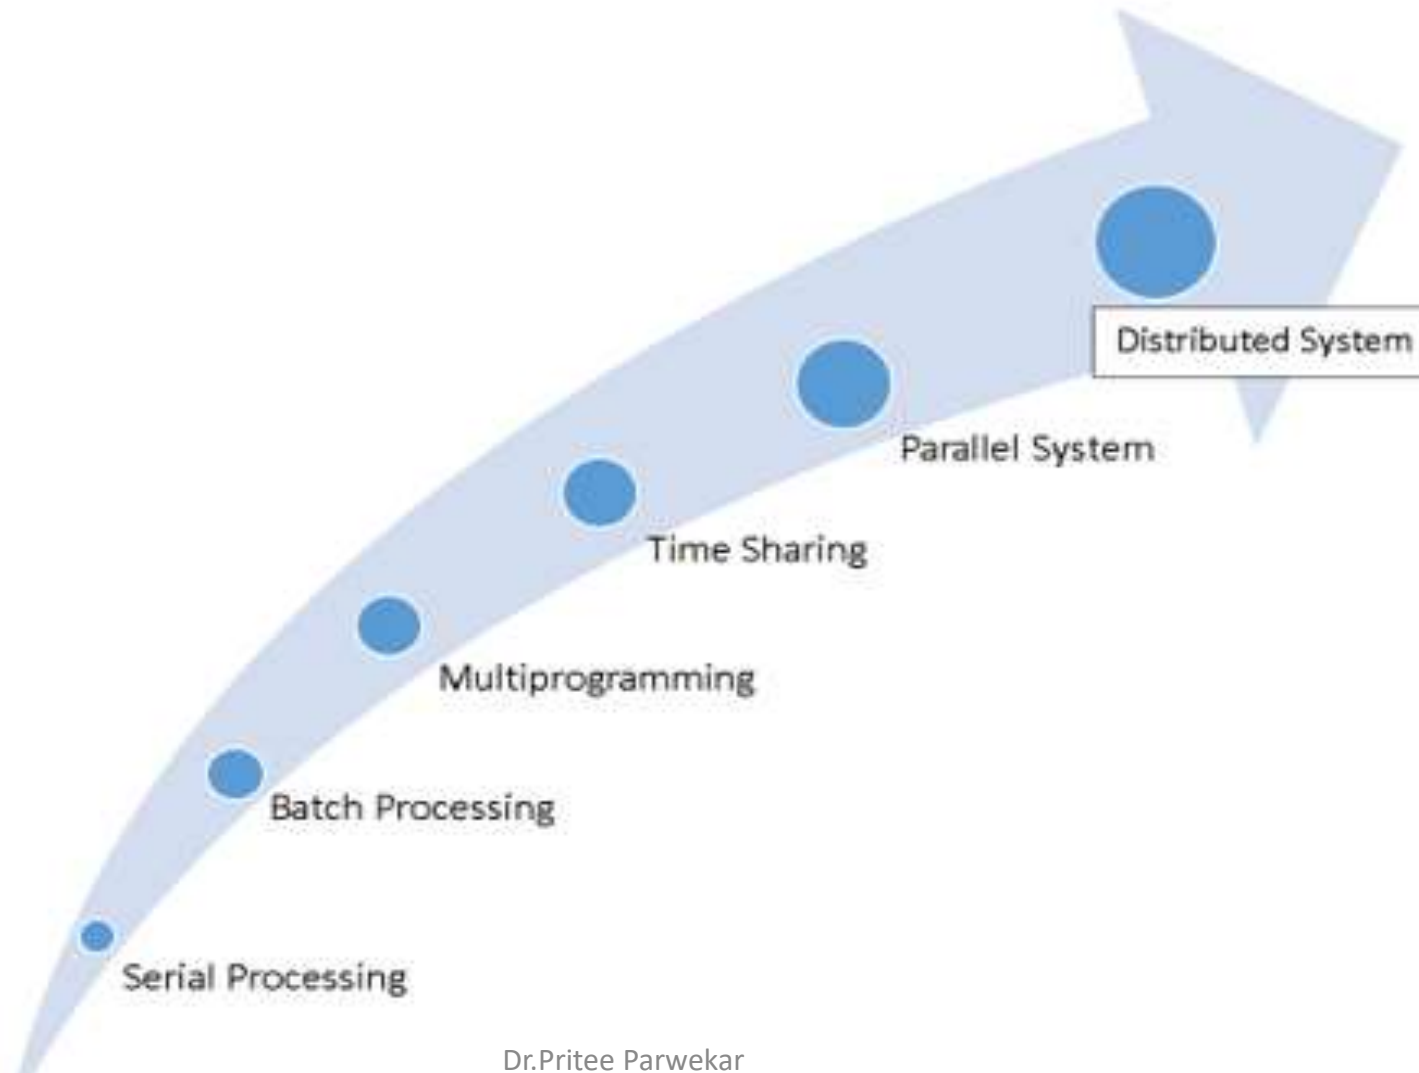 Distributed System
Parallel System
Time Sharing
Multiprogramming
Batch Processing
Serial Processing
Dr.Pritee Parwekar